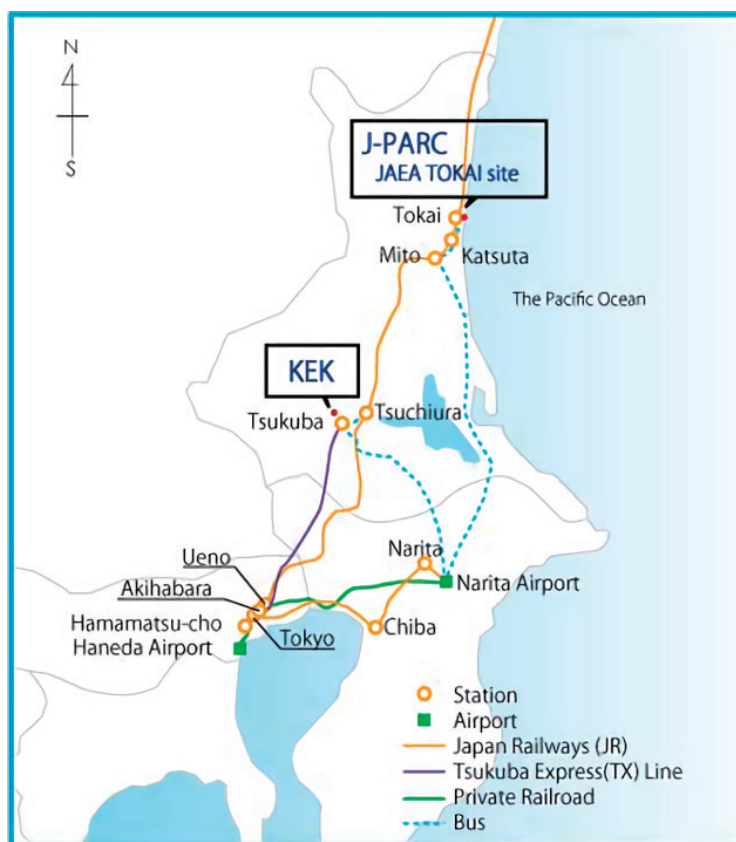 N
S
J-PARC
JAEA TOKAI site
Tokai
Mito
Katsuta
The Pacific Ocean
KEK
Tsukuba
Tsuchiura
Ueno
Narita
Akihabara
Narita Airport
Hamamatsu-cho
Tokyo
Chiba
Haneda Airport
Station
Airport
Japan Railways (JR)
Tsukuba Express(TX) Line
Private Railroad
Bus